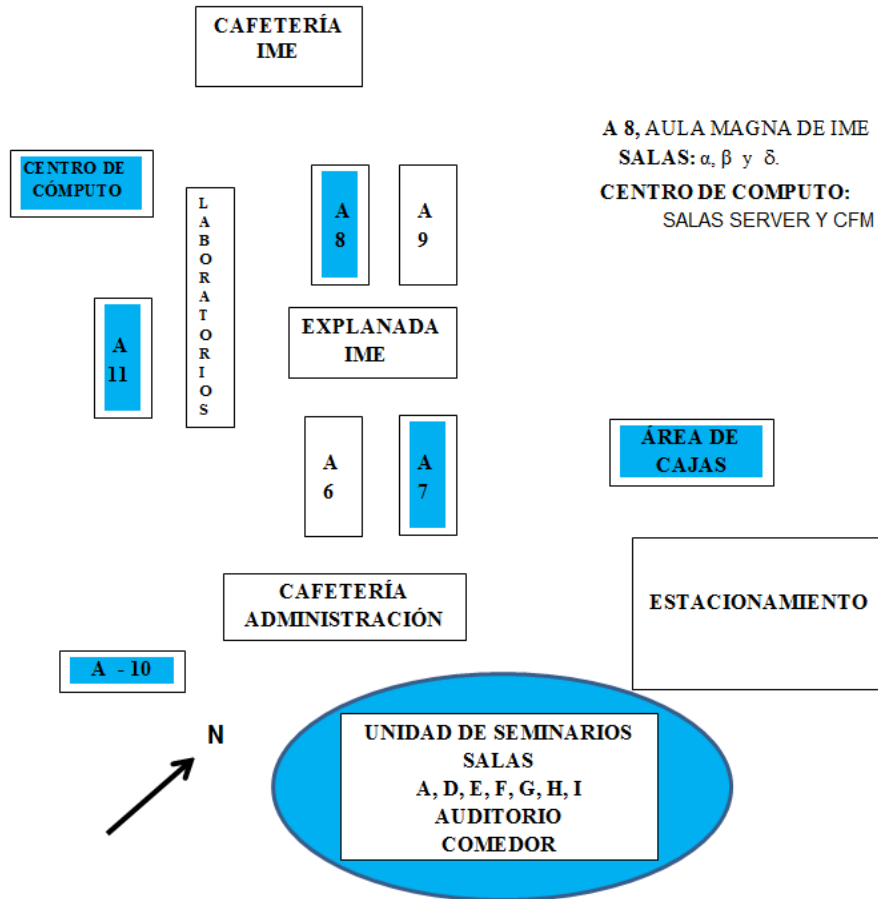 CAFETERÍA
IME
A 8, AULA MAGNA DE IME
SALAS: α, β y δ.
CENTRO DE COMPUTO:
SALAS SERVER Y CFM
CENTRO DE
CÓMPUTO
LABORATORIOS
A
8
A
9
EXPLANADA
IME
A
11
A
6
A
7
ÁREA DE
CAJAS
CAFETERÍA
ADMINISTRACIÓN
ESTACIONAMIENTO
A - 10
N
UNIDAD DE SEMINARIOS
SALAS
A, D, E, F, G, H, I
AUDITORIO
COMEDOR